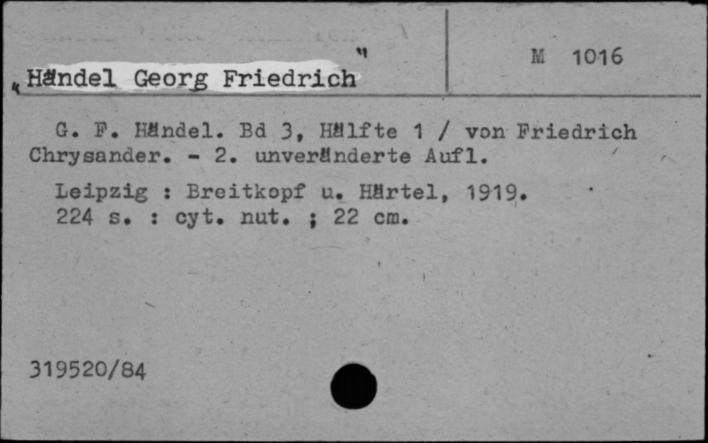 M 1016
„Händel Georg Friedrich"
G. F. Händel. Bd 3, Hälfte 1 / von Friedrich
Chrysander. - 2. unveränderte Aufl.
Leipzig : Breitkopf u. Härtel, 1919.
224 s. : cyt. nut. ; 22 cm.
319520/84